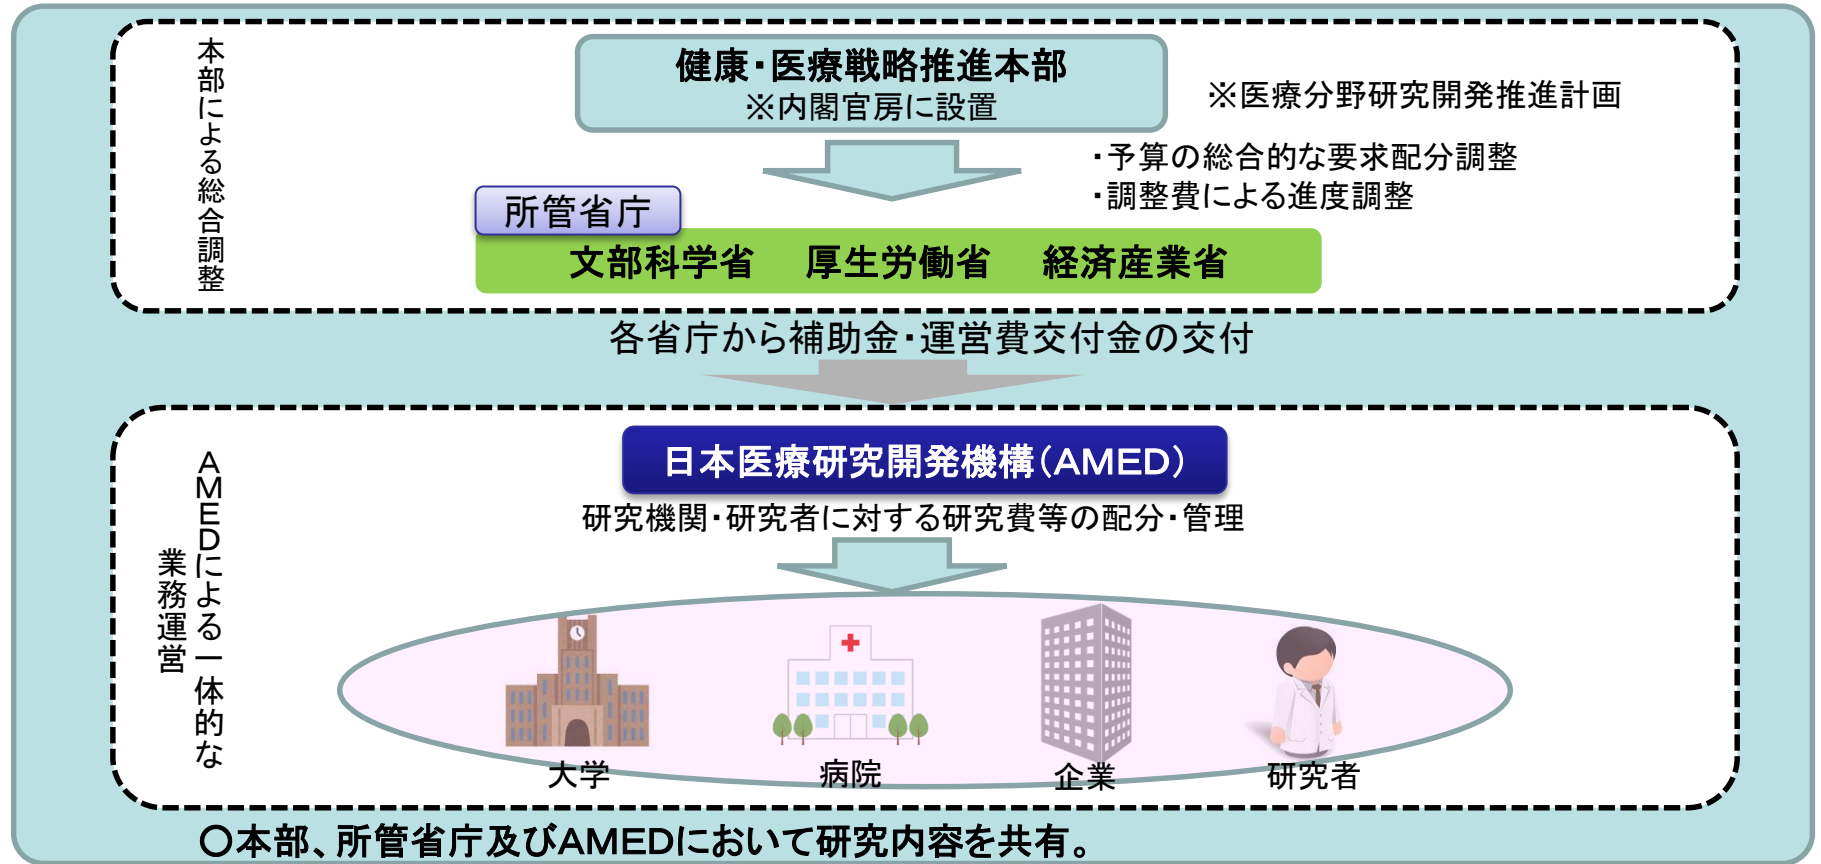 本部による総合調整
健康・医療戦略推進本部
※内閣官房に設置
※医療分野研究開発推進計画
・予算の総合的な要求配分調整
・調整費による進度調整
所管省庁
文部科学省　厚生労働省　経済産業省
各省庁から補助金・運営費交付金の交付
AMEDによる一体的な
業務運営
日本医療研究開発機構（AMED）
研究機関・研究者に対する研究費等の配分・管理
大学　病院　企業　研究者
○本部、所管省庁及びAMEDにおいて研究内容を共有。